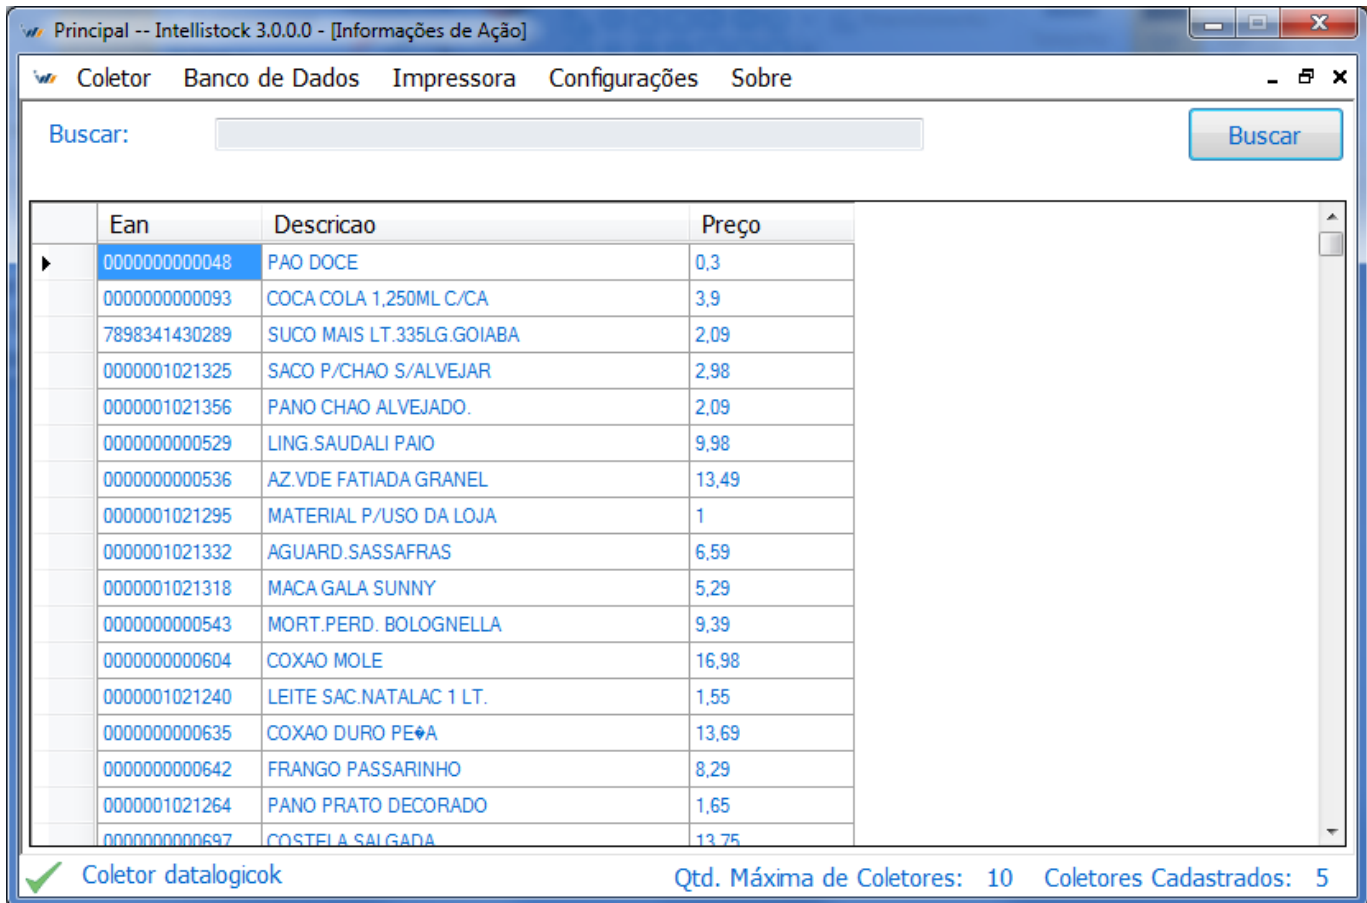 Principal -- Intellistock 3.0.0.0 - [Informações de Ação]
Coletor Banco de Dados Impressora Configurações Sobre
Buscar: Buscar
Ean Descricao Preço
0000000000048 PAO DOCE 0,3
0000000000093 COCA COLA 1,250ML C/CA 3,9
7898341430289 SUCO MAIS LT.335LG.GOIABA 2,09
0000001021325 SACO P/CHAO S/ALVEJAR 2,98
0000001021356 PANO CHAO ALVEJADO. 2,09
0000000000529 LING.SAUDALI PAIO 9,98
0000000000536 AZ.VDE FATIADA GRANEL 13,49
0000001021295 MATERIAL P/USO DA LOJA 1
0000001021332 AGUARD.SASSAFRAS 6,59
0000001021318 MACA GALA SUNNY 5,29
0000000000543 MORT.PERD. BOLOGNELLA 9,39
0000000000604 COXAO MOLE 16,98
0000001021240 LEITE SAC.NATALAC 1 LT. 1,55
0000000000635 COXAO DURO PE�A 13,69
0000000000642 FRANGO PASSARINHO 8,29
0000001021264 PANO PRATO DECORADO 1,65
0000000000697 COSTELA SALGADA 13,75
Coletor datalogicok Qtd. Máxima de Coletores: 10 Coletores Cadastrados: 5